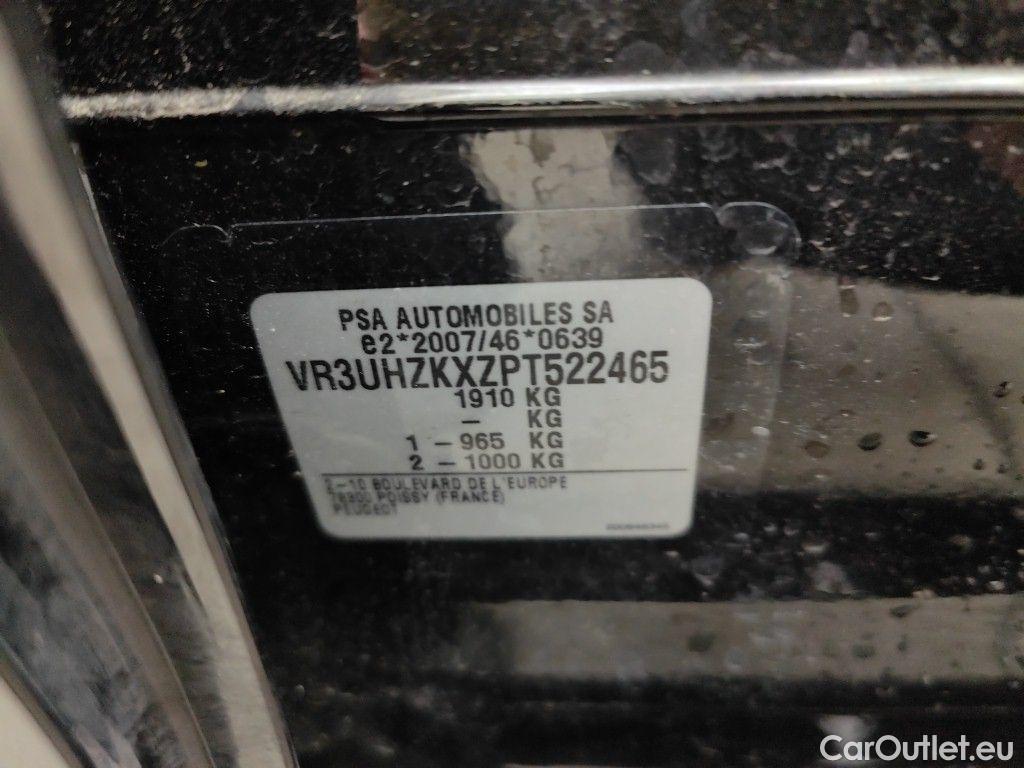 PSA AUTOMOBILES SA
e2*2007/46*0639
VR3UHZKXZPT522465
1910 KG
- KG
1 - 965 KG
2 - 1000 KG
2-10 BOULEVARD DE L'EUROPE
78300 POISSY (FRANCE)
PEUGEOT
CarOutlet.eu